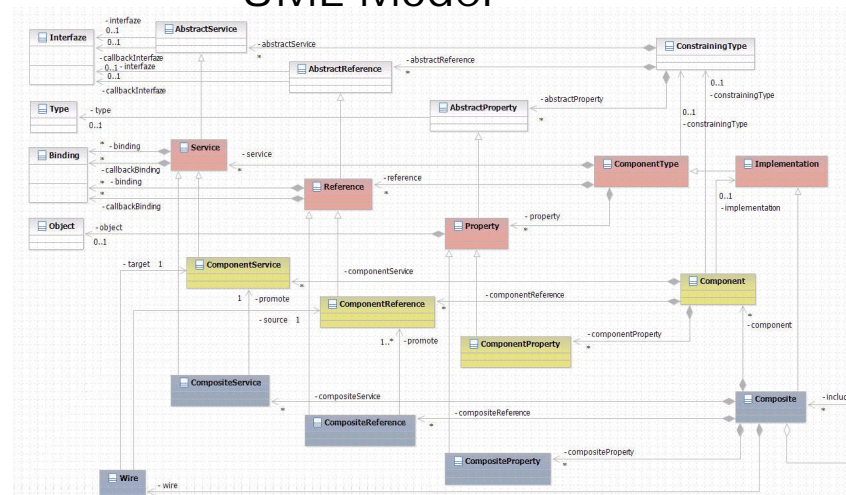 UML Model
- interfaze
0..1
Interfaze
AbstractService
0..1
- abstractService
*
ConstrainingType
- callbackInterfaze
0..1 - interfaze
0..1
- callbackInterfaze
AbstractReference
- abstractReference
*
0..1
- constrainingType
Type
- type
0..1
AbstractProperty
- abstractProperty
*
0..1
- constrainingType
Binding
* - binding
*
- callbackBinding
* - binding
*
- callbackBinding
Service
- service
*
ComponentType
Implementation
Reference
- reference
*
0..1
- implementation
Object
- object
0..1
Property
- property
*
- target 1
ComponentService
- componentService
*
Component
1 - promote
- source 1
ComponentReference
- componentReference
*
- component
*
1..* - promote
ComponentProperty
- componentProperty
*
CompositeService
- compositeService
*
Composite
- includ
*
CompositeReference
- compositeReference
*
CompositeProperty
- compositeProperty
*
Wire
- wire